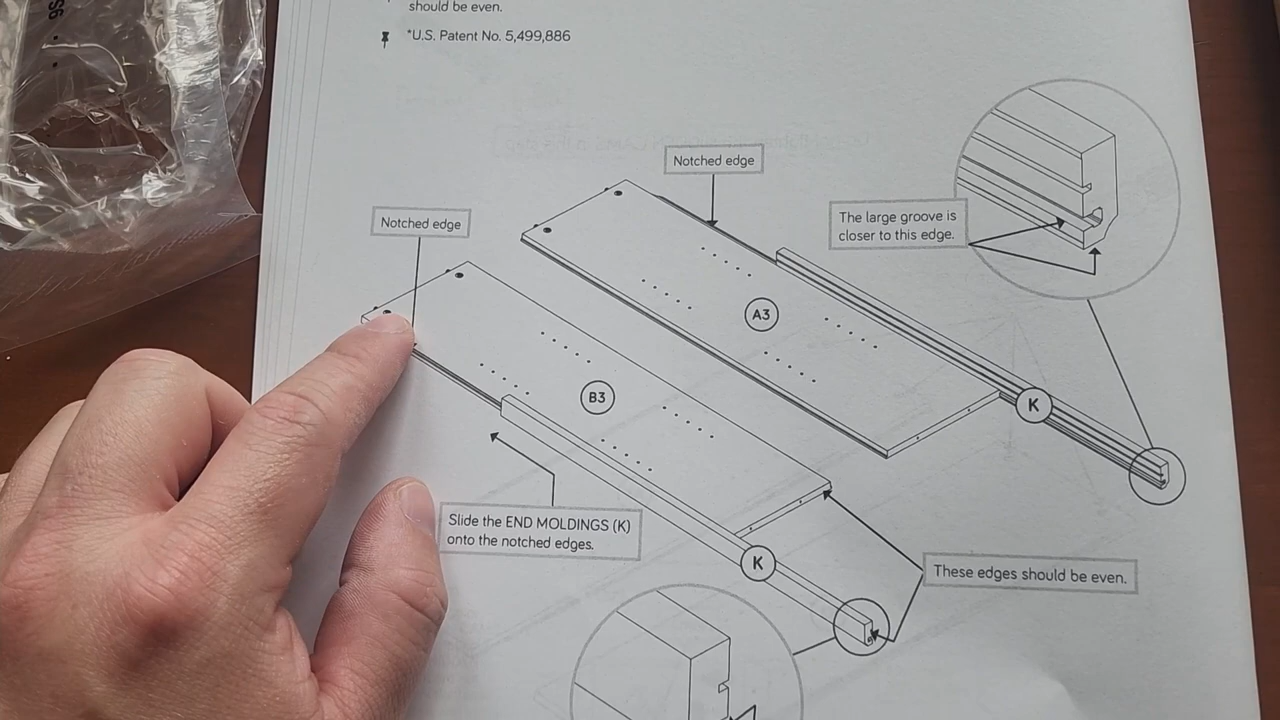 should be even.
*U.S. Patent No. 5,499,886
Notched edge
Notched edge
The large groove is
closer to this edge.
A3
B3
K
Slide the END MOLDINGS (K)
onto the notched edges.
K
These edges should be even.